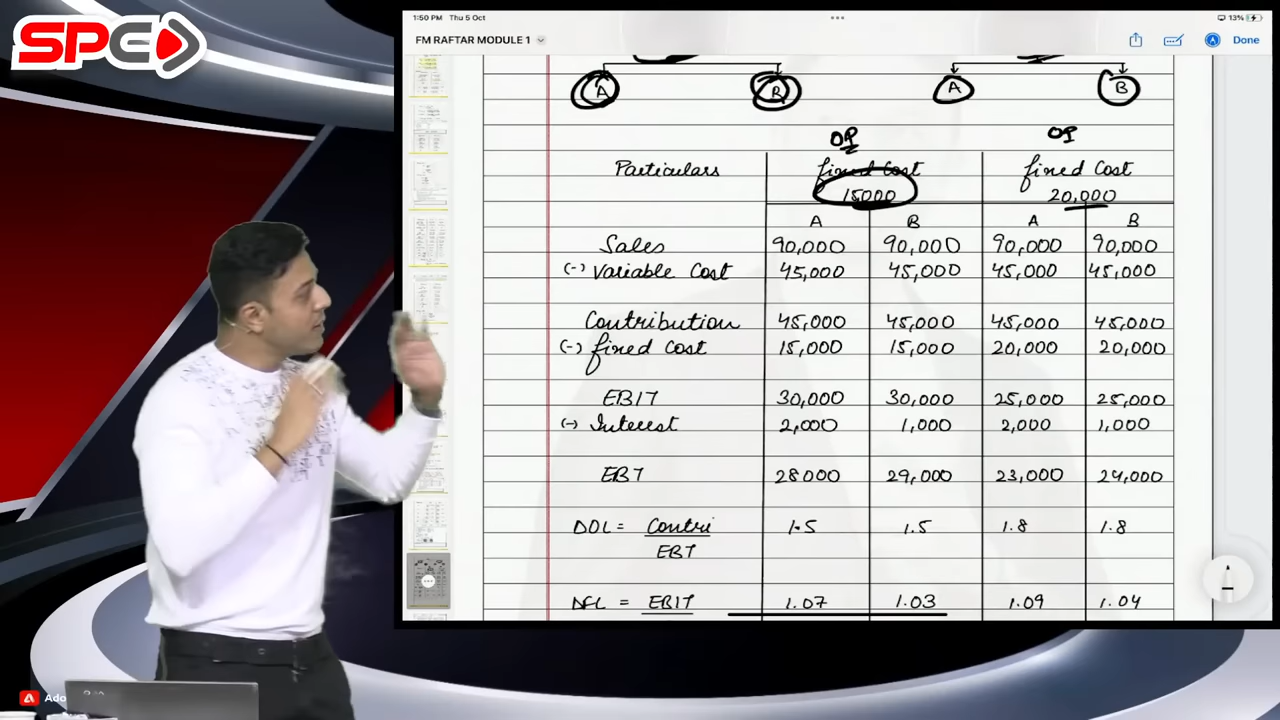 SPC
1:50 PM Thu 5 Oct
13%
FM RAFTAR MODULE 1
Done
A B A B
OP OP
Particulars fixed Cost fixed Cost
15000 20,000
A B A B
Sales 90,000 90,000 90,000 90,000
(-) Variable Cost 45,000 45,000 45,000 45,000
Contribution 45,000 45,000 45,000 45,000
(-) fixed Cost 15,000 15,000 20,000 20,000
EBIT 30,000 30,000 25,000 25,000
(-) Interest 2,000 1,000 2,000 1,000
EBT 28000 29,000 23,000 24,000
DOL = Contri 1.5 1.5 1.8 1.8
EBT
DFL = EBIT 1.07 1.03 1.09 1.04
Ado